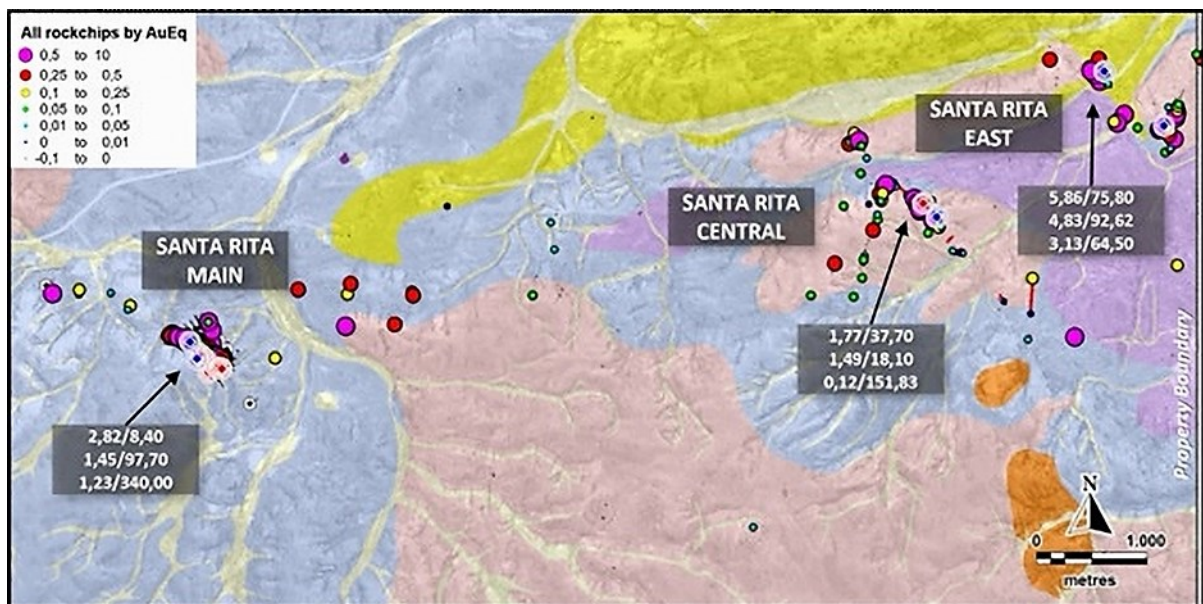 All rockchips by AuEq
0,5 to 10
0,25 to 0,5
0,1 to 0,25
0,05 to 0,1
0,01 to 0,05
0 to 0,01
-0,1 to 0
SANTA RITA
EAST
5,86/75,80
4,83/92,62
3,13/64,50
SANTA RITA
CENTRAL
SANTA RITA
MAIN
1,77/37,70
1,49/18,10
0,12/151,83
2,82/8,40
1,45/97,70
1,23/340,00
Property Boundary
N
0 1.000
metres